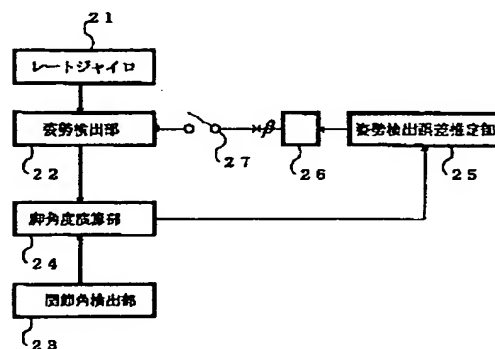 21
レートジャイロ
姿勢検出部
22
27
×β
26
姿勢検出誤差推定部
25
脚角度演算部
24
関節角検出部
23